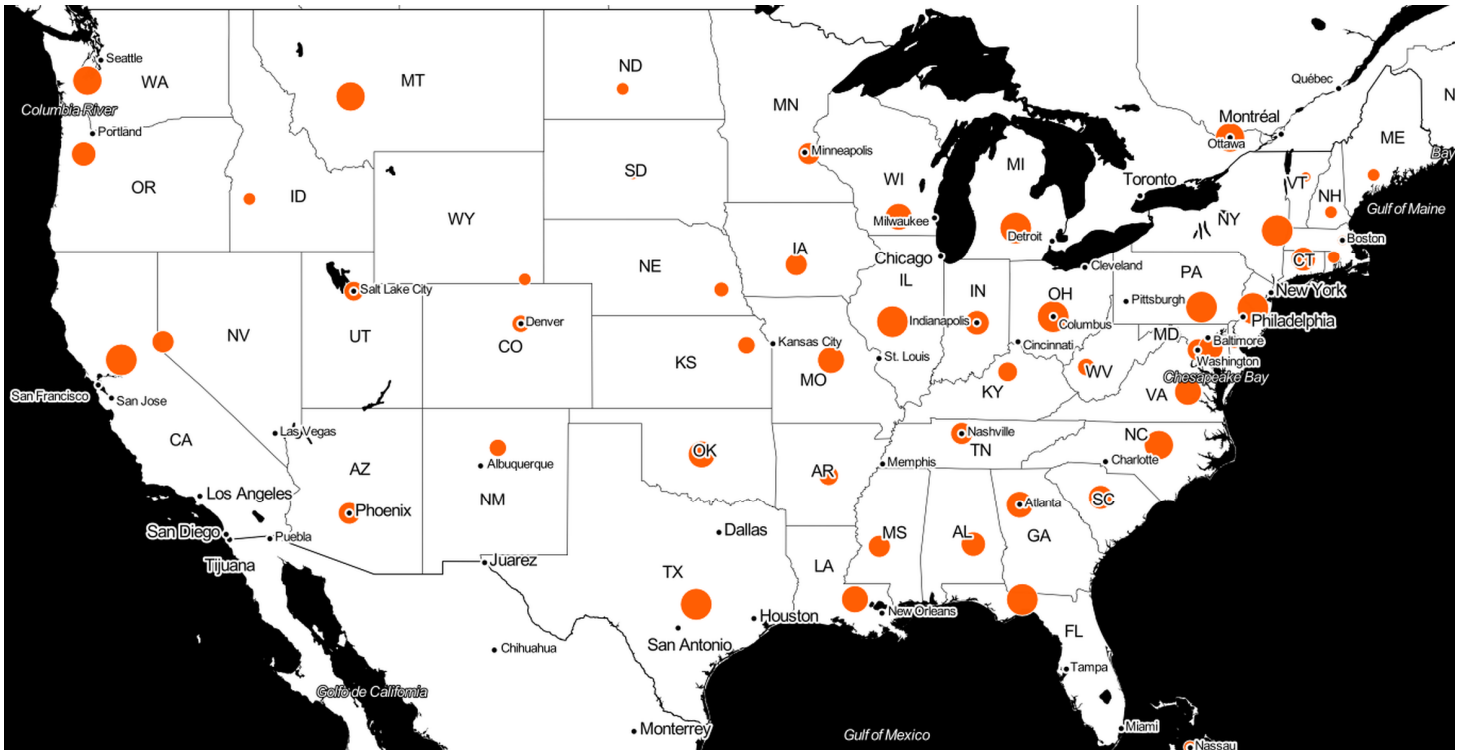 Seattle
WA
Columbia River
Portland
OR
ID
MT
ND
MN
Minneapolis
SD
WY
WI
Milwaukee
MI
Detroit
Toronto
Québec
Montréal
Ottawa
N
ME
Bay
VT
NH
NY
Gulf of Maine
Boston
CT
IA
NE
Chicago
IL
Cleveland
PA
Pittsburgh
New York
Philadelphia
Salt Lake City
NV
UT
Denver
CO
KS
Kansas City
MO
St. Louis
IN
Indianapolis
OH
Columbus
Cincinnati
MD
Baltimore
Washington
Chesapeake Bay
WV
VA
KY
San Francisco
San Jose
CA
Las Vegas
AZ
Albuquerque
NM
OK
AR
Memphis
Nashville
TN
NC
Charlotte
SC
Los Angeles
San Diego
Tijuana
Puebla
Phoenix
Juarez
Dallas
TX
LA
MS
AL
Atlanta
GA
Houston
San Antonio
New Orleans
FL
Tampa
Chihuahua
Golfo de California
Monterrey
Gulf of Mexico
Miami
Nassau